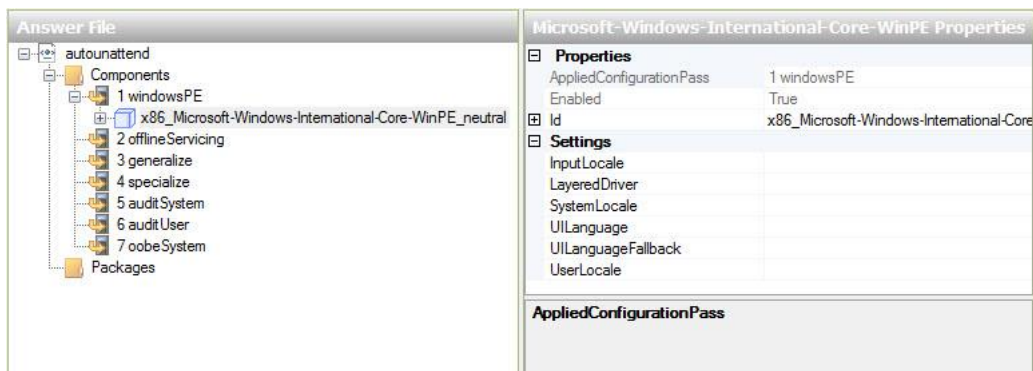 Answer File
autounattend
Components
1 windowsPE
x86_Microsoft-Windows-International-Core-WinPE_neutral
2 offlineServicing
3 generalize
4 specialize
5 auditSystem
6 auditUser
7 oobeSystem
Packages
Microsoft-Windows-International-Core-WinPE Properties
Properties
AppliedConfigurationPass 1 windowsPE
Enabled True
Id x86_Microsoft-Windows-International-Core
Settings
InputLocale
LayeredDriver
SystemLocale
UILanguage
UILanguageFallback
UserLocale
AppliedConfigurationPass